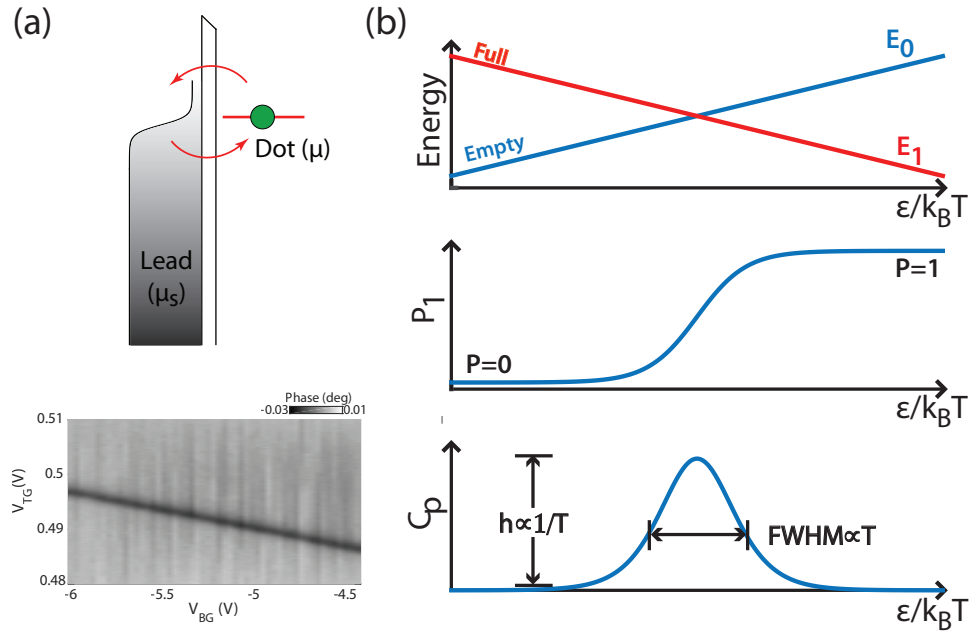 (a)
Dot (μ)
Lead
(μs)
Phase (deg)
-0.03
0.01
0.51
0.5
0.49
0.48
VTG(V)
-6
-5.5
-5
-4.5
VBG (V)
(b)
Energy
Full
Empty
E0
E1
ε/kBT
P1
P=0
P=1
ε/kBT
Cp
h∝1/T
FWHM∝T
ε/kBT